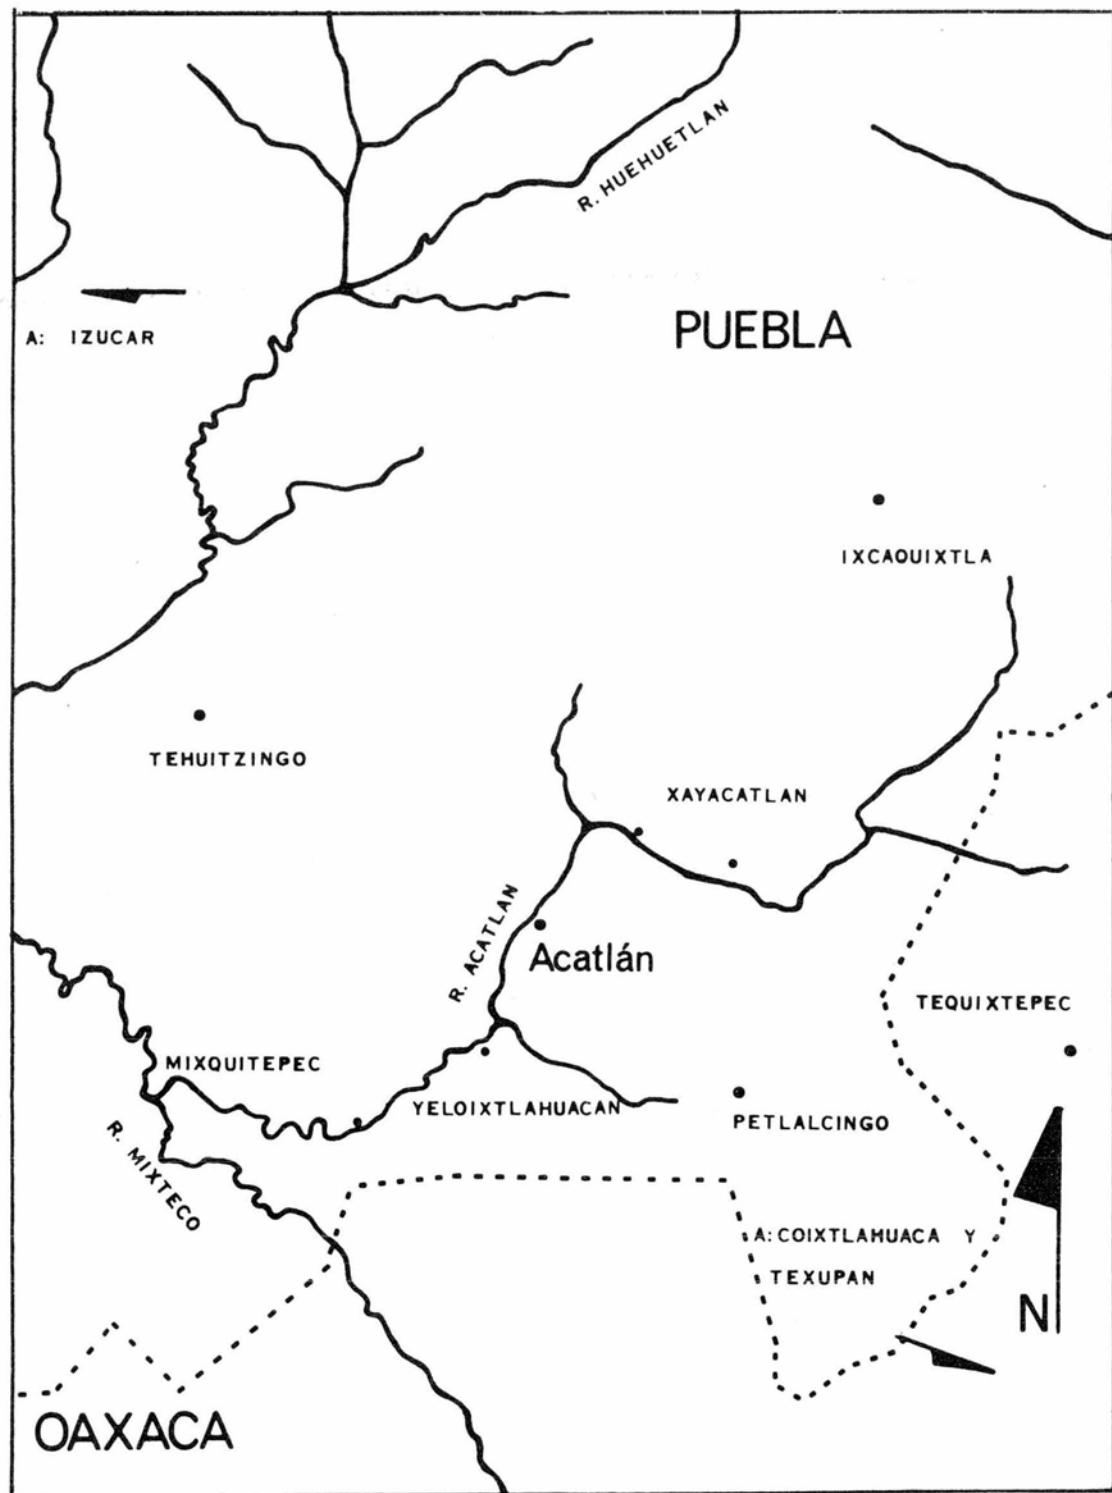 R. HUEHUETLAN
A: IZUCAR
PUEBLA
IXCAQUIXTLA
TEHUITZINGO
XAYACATLAN
R. ACATLAN
Acatlán
TEQUIXTEPEC
MIXQUITEPEC
YELOIXTLAHUACAN
PETLALCINGO
R. MIXTECO
A: COIXTLAHUACA Y
TEXUPAN
N
OAXACA